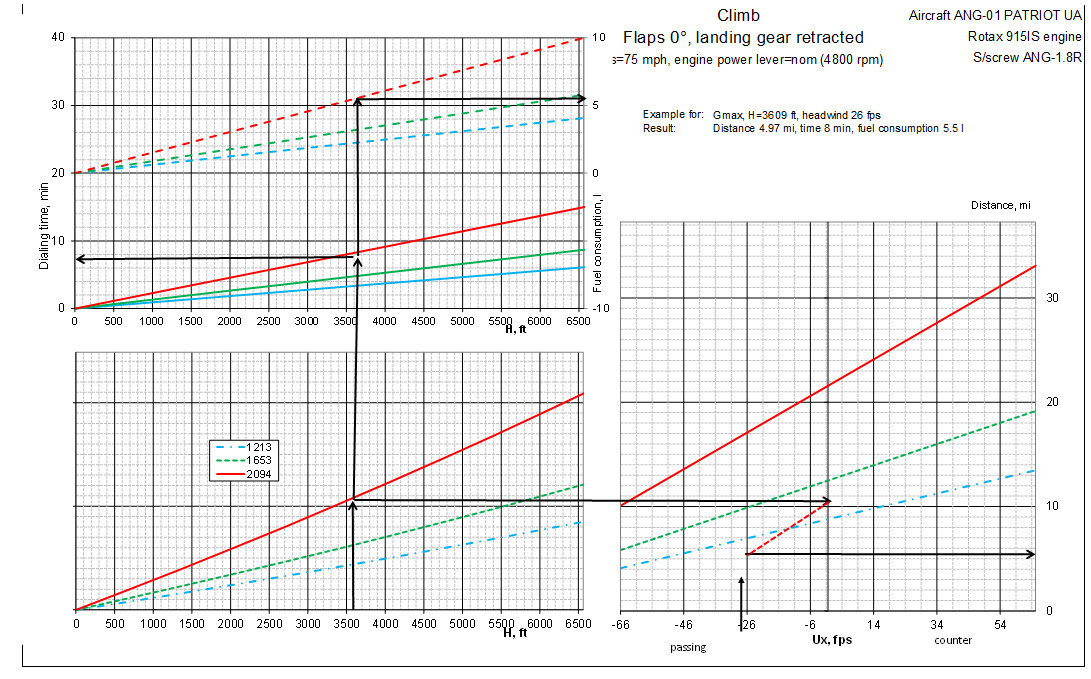 Climb
Aircraft ANG-01 PATRIOT UA
Flaps 0°, landing gear retracted
Rotax 915IS engine
s=75 mph, engine power lever=nom (4800 rpm)
S/screw ANG-1.8R
Example for: Gmax, H=3609 ft, headwind 26 fps
Result: Distance 4.97 mi, time 8 min, fuel consumption 5.5 l
40
30
20
10
0
Dialing time, min
10
5
0
-10
Fuel consumption, l
0 500 1000 1500 2000 2500 3000 3500 4000 4500 5000 5500 6000 6500
H, ft
1213
1653
2094
0 500 1000 1500 2000 2500 3000 3500 4000 4500 5000 5500 6000 6500
H, ft
Distance, mi
30
20
10
0
-66 -46 -26 -6 14 34 54
Ux, fps
passing
counter